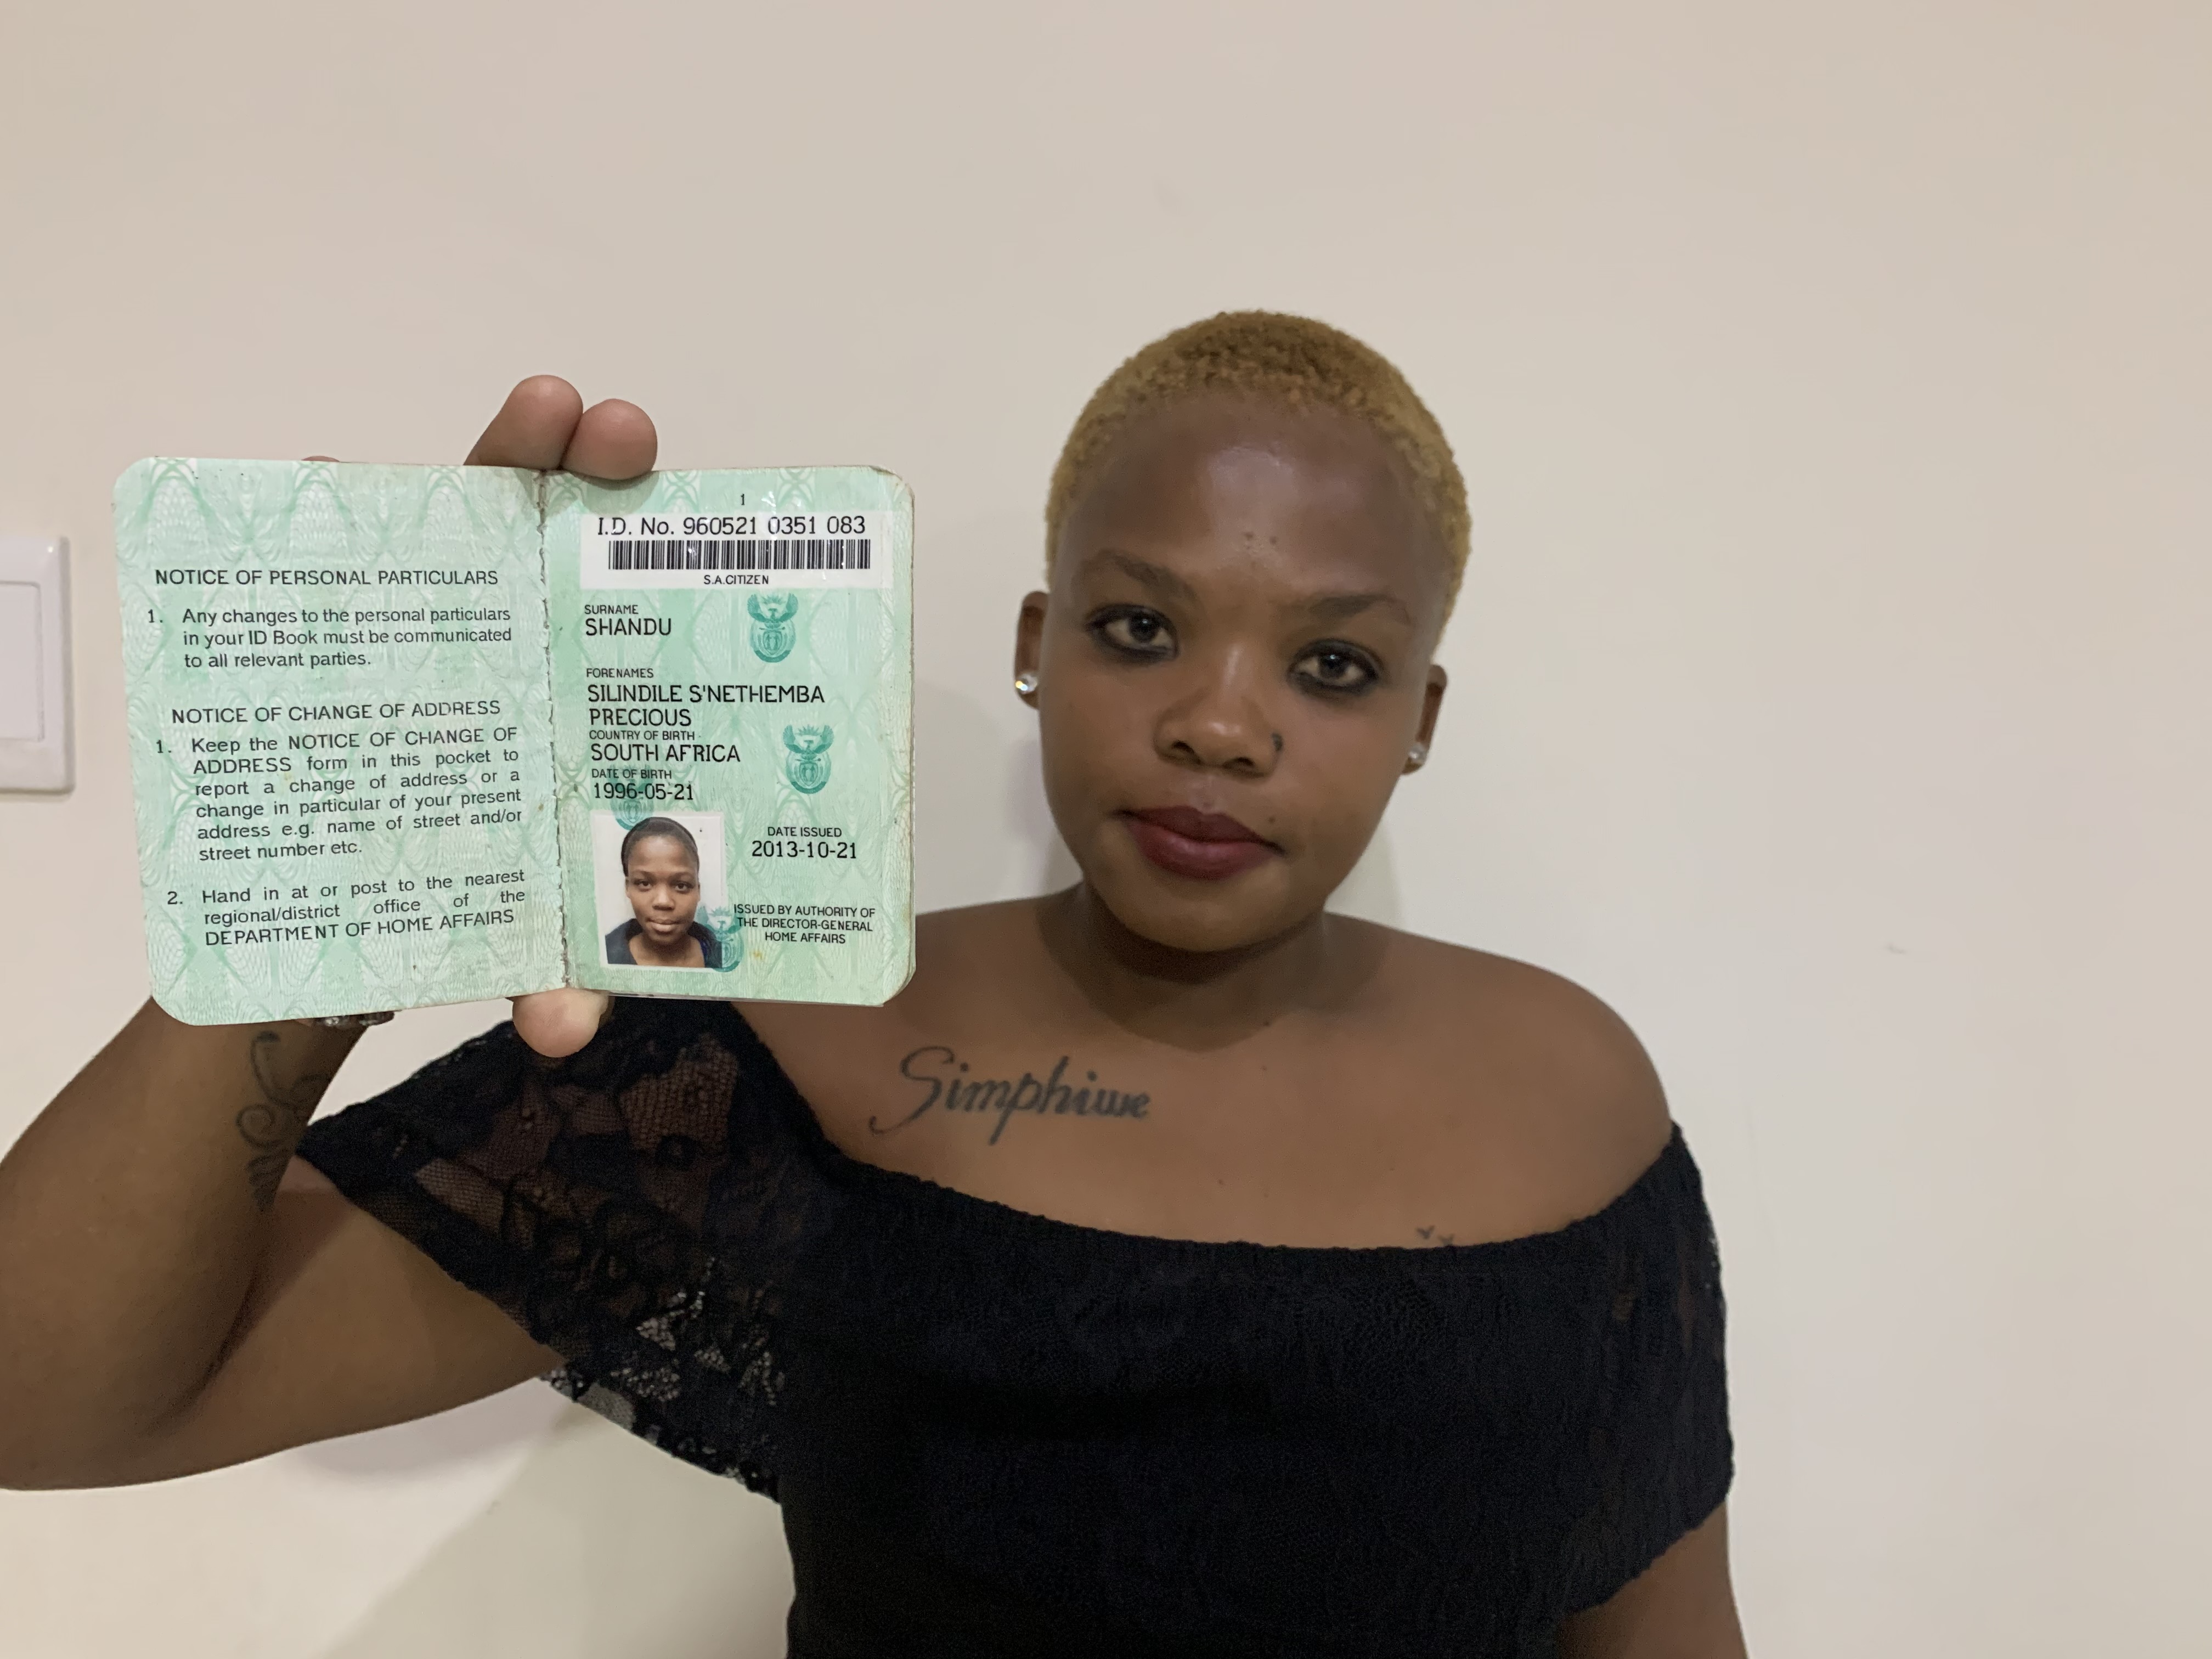 NOTICE OF PERSONAL PARTICULARS
1. Any changes to the personal particulars
in your ID Book must be communicated
to all relevant parties.
NOTICE OF CHANGE OF ADDRESS
1. Keep the NOTICE OF CHANGE OF
ADDRESS form in this pocket to
report a change of address or a
change in particular of your present
address e.g. name of street and/or
street number etc.
2. Hand in at or post to the nearest
regional/district office of the
DEPARTMENT OF HOME AFFAIRS
1
I.D. No. 960521 0351 083
S.A.CITIZEN
SURNAME
SHANDU
FORENAMES
SILINDILE S'NETHEMBA
PRECIOUS
COUNTRY OF BIRTH
SOUTH AFRICA
DATE OF BIRTH
1996-05-21
DATE ISSUED
2013-10-21
ISSUED BY AUTHORITY OF
THE DIRECTOR-GENERAL
HOME AFFAIRS
Simphiwe